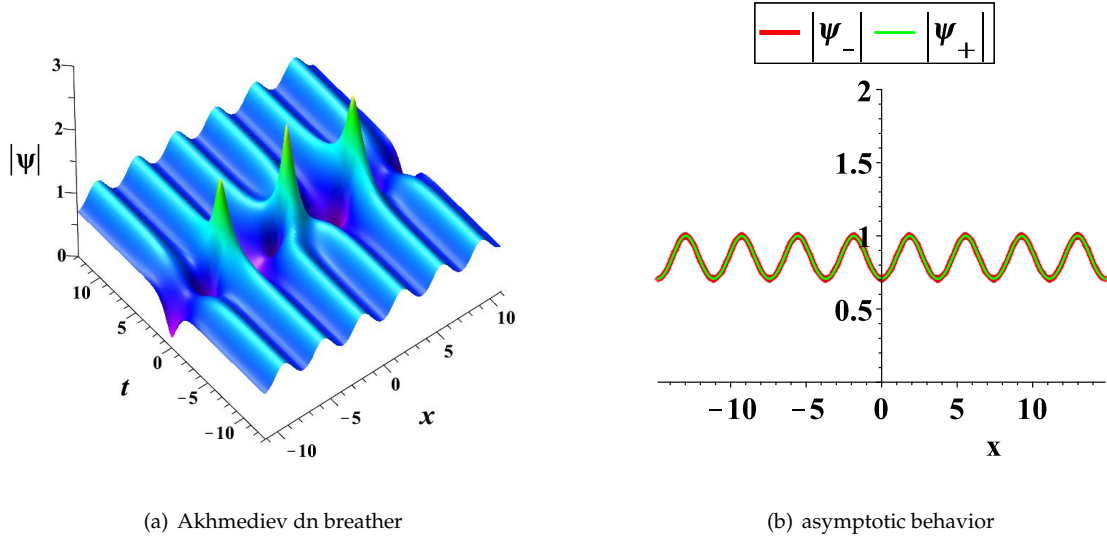 |ψ_-| |ψ_+|
3
2
|ψ|
1
0
10
5
0
t
−5
−10
−10
−5
0
x
5
10
2
1.5
1
0.5
−10 −5 0 5 10
x
(a) Akhmediev dn breather
(b) asymptotic behavior